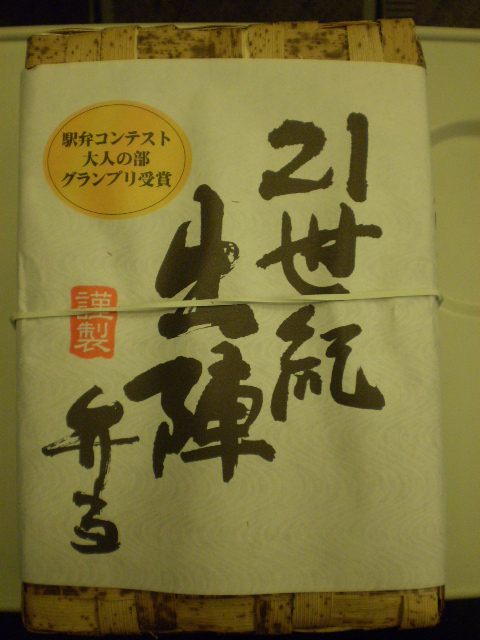 21世紀
出陣
弁当
駅弁コンテスト
大人の部
グランプリ受賞
謹製